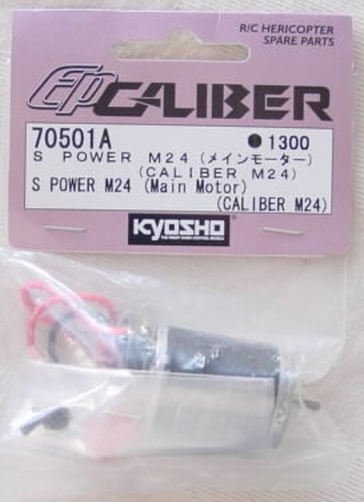 R/C HERICOPTER
SPARE PARTS
EP CALIBER
70501A ●1300
S POWER M24 (メインモーター)
(CALIBER M24)
S POWER M24 (Main Motor)
(CALIBER M24)
KYOSHO